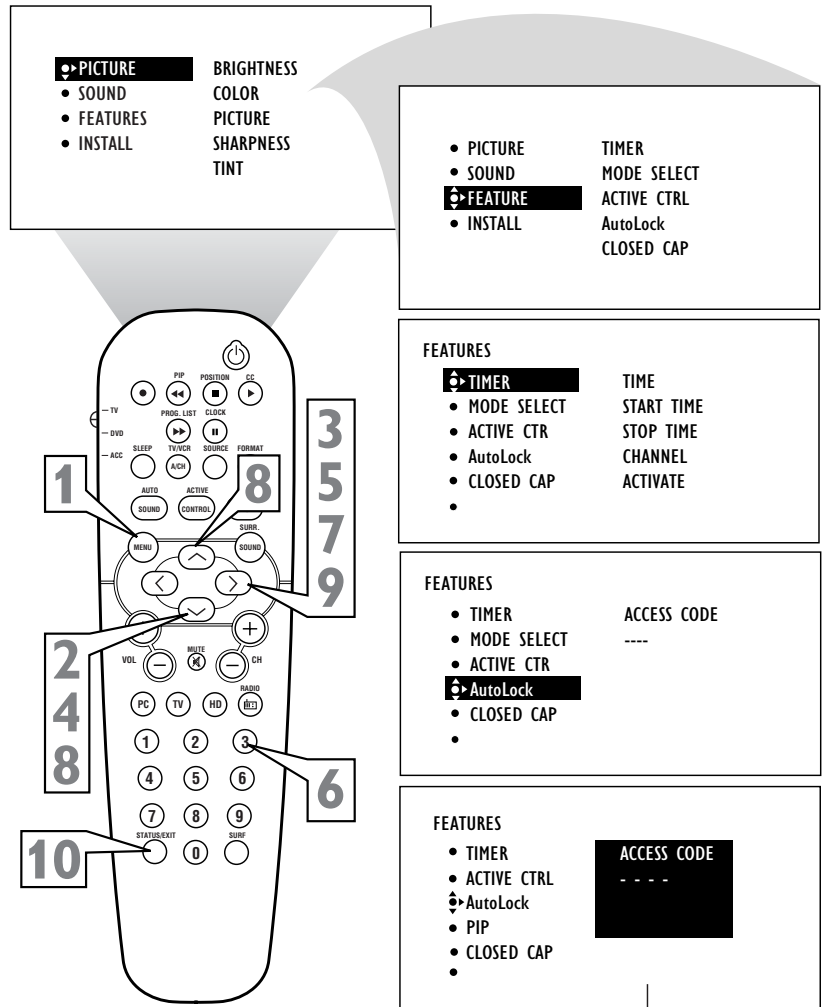 PICTURE BRIGHTNESS
SOUND COLOR
FEATURES PICTURE
INSTALL SHARPNESS
TINT
PICTURE TIMER
SOUND MODE SELECT
FEATURE ACTIVE CTRL
INSTALL AutoLock
CLOSED CAP
FEATURES
TIMER TIME
MODE SELECT START TIME
ACTIVE CTR STOP TIME
AutoLock CHANNEL
CLOSED CAP ACTIVATE
FEATURES
TIMER ACCESS CODE
MODE SELECT ----
ACTIVE CTR
AutoLock
CLOSED CAP
FEATURES
TIMER ACCESS CODE
ACTIVE CTRL - - - -
AutoLock
PIP
CLOSED CAP
PIP POSITION CC
TV
PROG. LIST CLOCK
DVD
ACC
SLEEP TV/VCR SOURCE FORMAT
A/CH
AUTO ACTIVE
SOUND CONTROL
SURR.
MENU SOUND
VOL MUTE CH
RADIO
PC TV HD
1 2 3
4 5 6
7 8 9
STATUS/EXIT SURF
0
1
8
3
5
7
9
2
4
8
6
10